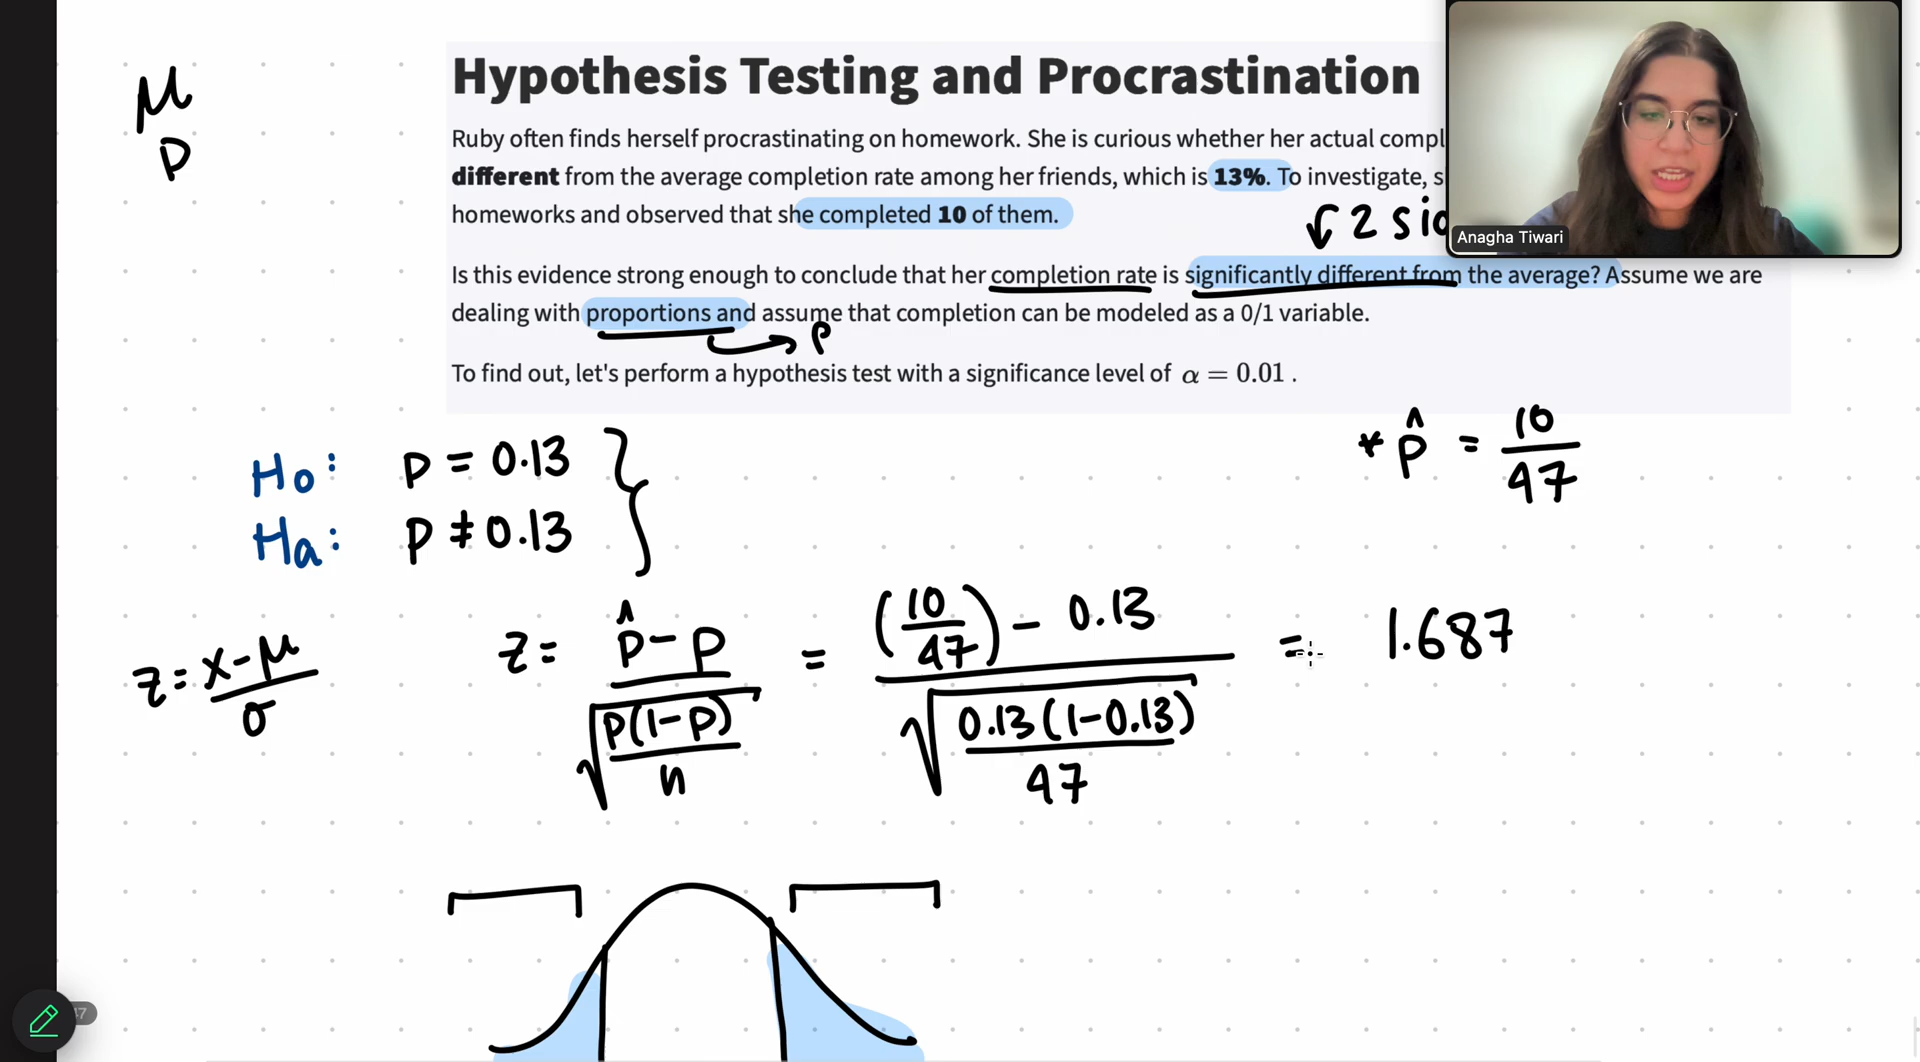 μ
p
Hypothesis Testing and Procrastination
Ruby often finds herself procrastinating on homework. She is curious whether her actual
different from the average completion rate among her friends, which is 13%. To investigate,
homeworks and observed that she completed 10 of them.
↓ 2
Anagha Tiwari
Is this evidence strong enough to conclude that her completion rate is significantly different from the average? Assume we are
dealing with proportions and assume that completion can be modeled as a 0/1 variable.
→ p
To find out, let's perform a hypothesis test with a significance level of α = 0.01 .
* p̂ = 10/47
Ho: p = 0.13
Ha: p ≠ 0.13
z = (x - μ)/σ
z = (p̂ - p)/√(p(1-p)/n) = ((10/47) - 0.13)/√(0.13(1-0.13)/47) = 1.687